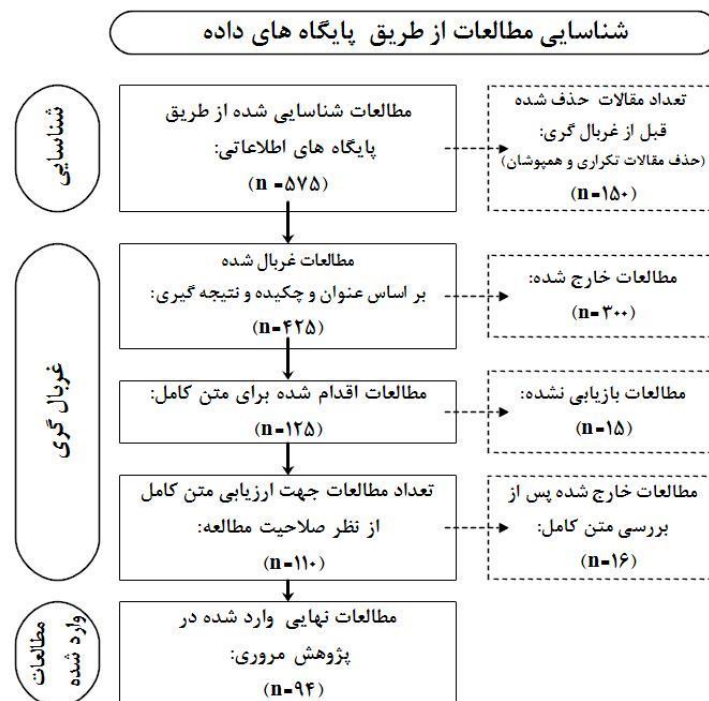 شناسایی مطالعات از طریق پایگاه های داده
شناسایی
مطالعات شناسایی شده از طریق
پایگاه های اطلاعاتی:
(n =۵۷۵)
تعداد مقالات حذف شده
قبل از غربال گری:
(حذف مقالات تکراری و همپوشان)
(n=۱۵۰)
غربال گری
مطالعات غربال شده
بر اساس عنوان و چکیده و نتیجه گیری:
(n=۴۲۵)
مطالعات خارج شده:
(n=۳۰۰)
مطالعات اقدام شده برای متن کامل:
(n=۱۲۵)
مطالعات بازیابی نشده:
(n=۱۵)
تعداد مطالعات جهت ارزیابی متن کامل
از نظر صلاحیت مطالعه:
(n=۱۱۰)
مطالعات خارج شده پس از
بررسی متن کامل:
(n=۱۶)
مطالعات
وارد شده
مطالعات نهایی وارد شده در
پژوهش مروری:
(n=۹۴)